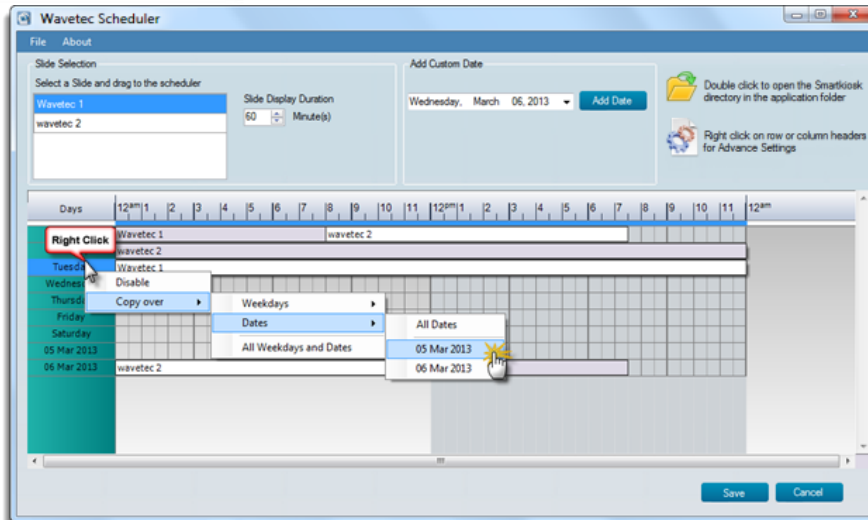 Wavetec Scheduler
File About
Slide Selection
Select a Slide and drag to the scheduler
Wavetec 1
wavetec 2
Slide Display Duration
60 Minute(s)
Add Custom Date
Wednesday, March 06, 2013 Add Date
Double click to open the Smartkiosk
directory in the application folder
Right click on row or column headers
for Advance Settings
Days 12am 1 2 3 4 5 6 7 8 9 10 11 12pm 1 2 3 4 5 6 7 8 9 10 11 12am
Wavetec 1 wavetec 2
Right Click
wavetec 2
Tuesda Wavetec 1
Wednes Disable
Thursda Copy over Weekdays
Friday Dates All Dates
Saturday All Weekdays and Dates
05 Mar 2013 05 Mar 2013
06 Mar 2013 wavetec 2 06 Mar 2013
Save Cancel